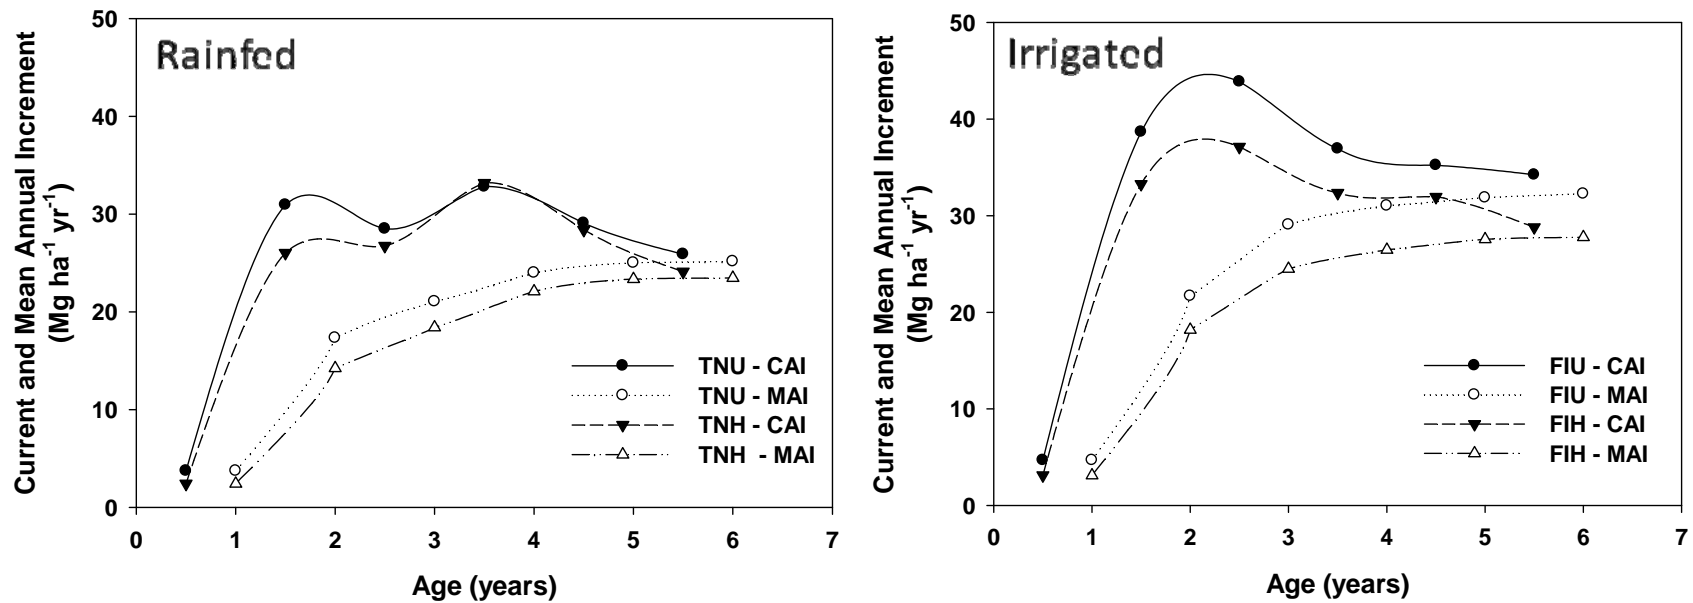 Rainfed
Current and Mean Annual Increment
(Mg ha⁻¹ yr⁻¹)
50
40
30
20
10
0
TNU - CAI
TNU - MAI
TNH - CAI
TNH - MAI
0 1 2 3 4 5 6 7
Age (years)
Irrigated
Current and Mean Annual Increment
(Mg ha⁻¹ yr⁻¹)
50
40
30
20
10
0
FIU - CAI
FIU - MAI
FIH - CAI
FIH - MAI
0 1 2 3 4 5 6 7
Age (years)